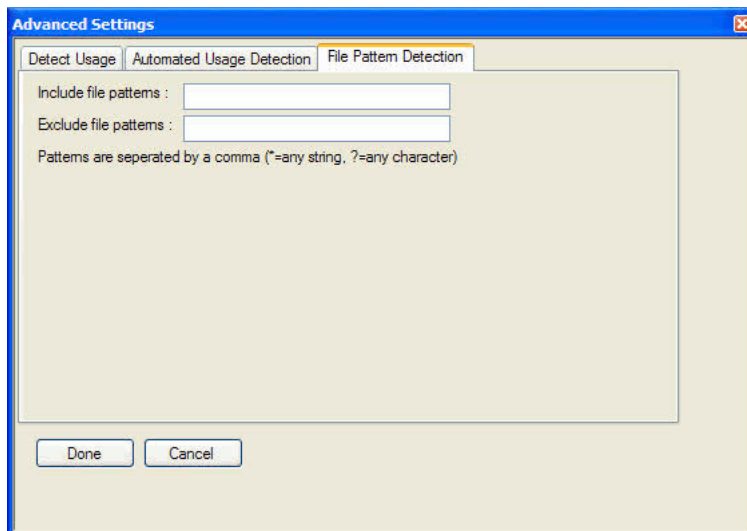 Advanced Settings
Detect Usage Automated Usage Detection File Pattern Detection
Include file patterns :
Exclude file patterns :
Patterns are seperated by a comma (*=any string, ?=any character)
Done Cancel